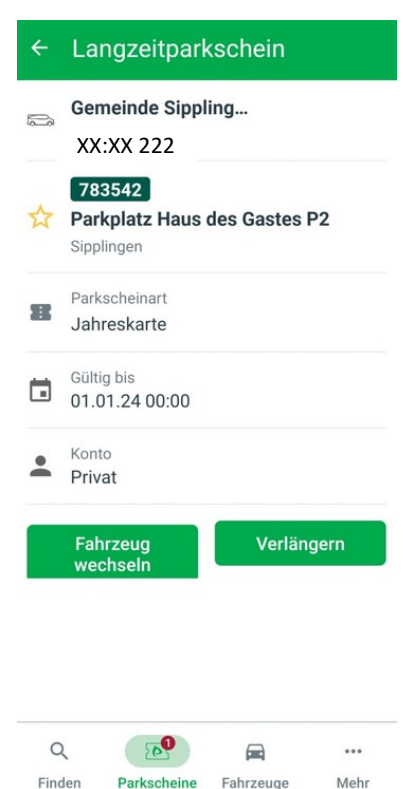 Langzeitparkschein
Gemeinde Sippling...
XX:XX 222
783542
Parkplatz Haus des Gastes P2
Sipplingen
Parkscheinart
Jahreskarte
Gültig bis
01.01.24 00:00
Konto
Privat
Fahrzeug
wechseln
Verlängern
1
Finden Parkscheine Fahrzeuge Mehr